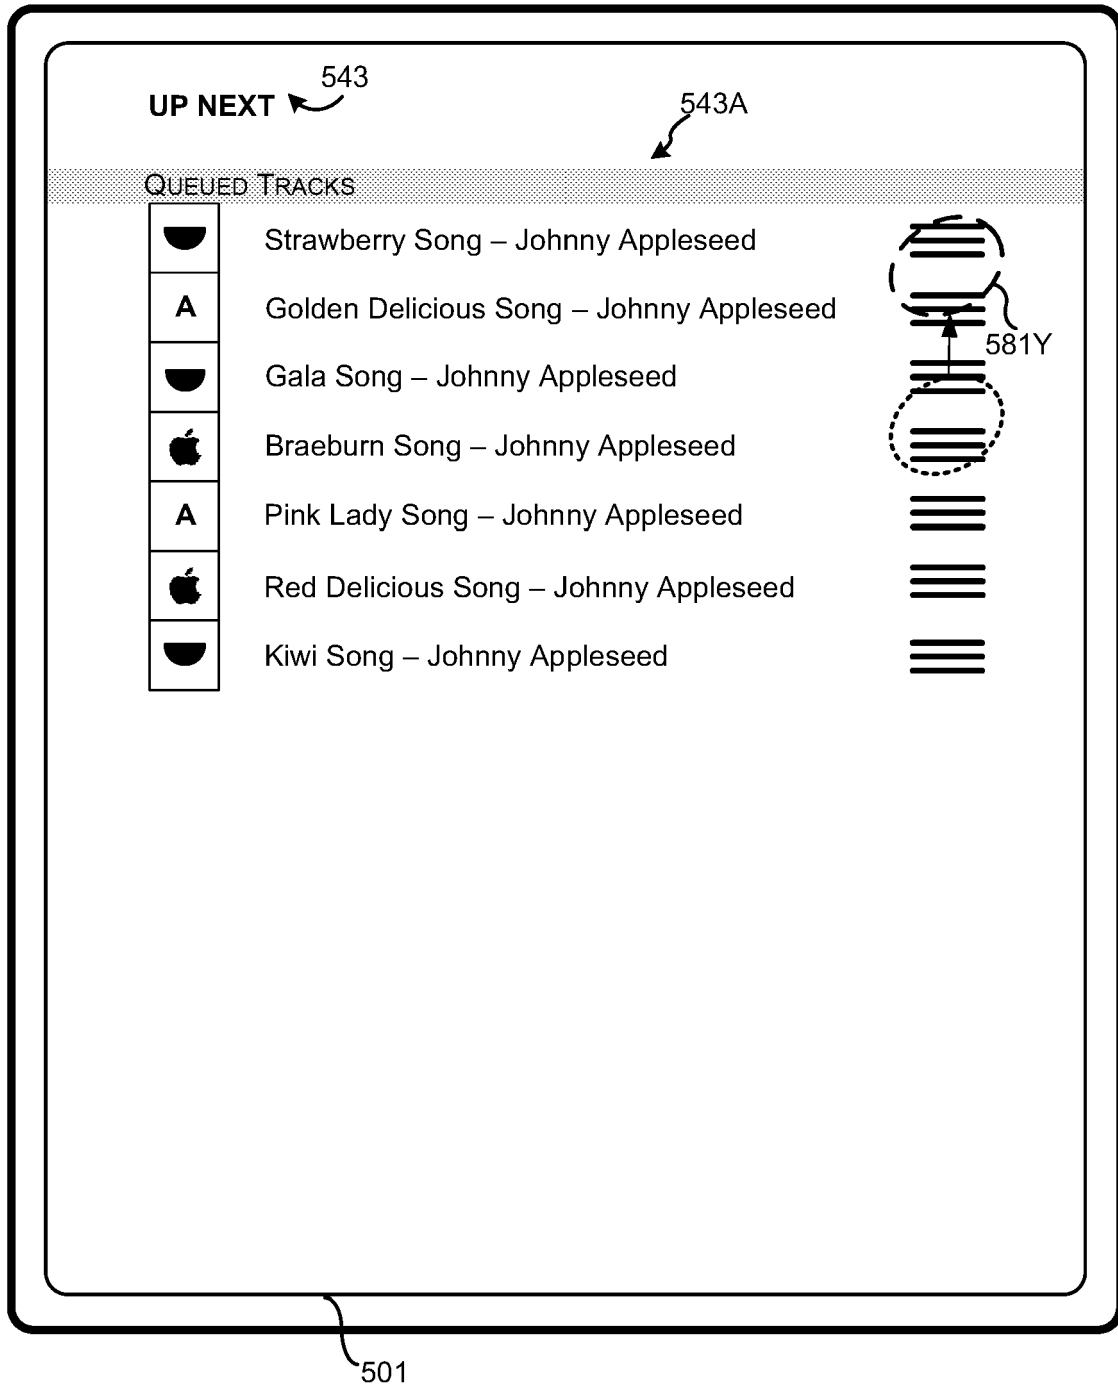 543
UP NEXT
543A
QUEUED TRACKS
Strawberry Song – Johnny Appleseed
A Golden Delicious Song – Johnny Appleseed
581Y
Gala Song – Johnny Appleseed
Braeburn Song – Johnny Appleseed
A Pink Lady Song – Johnny Appleseed
Red Delicious Song – Johnny Appleseed
Kiwi Song – Johnny Appleseed
501